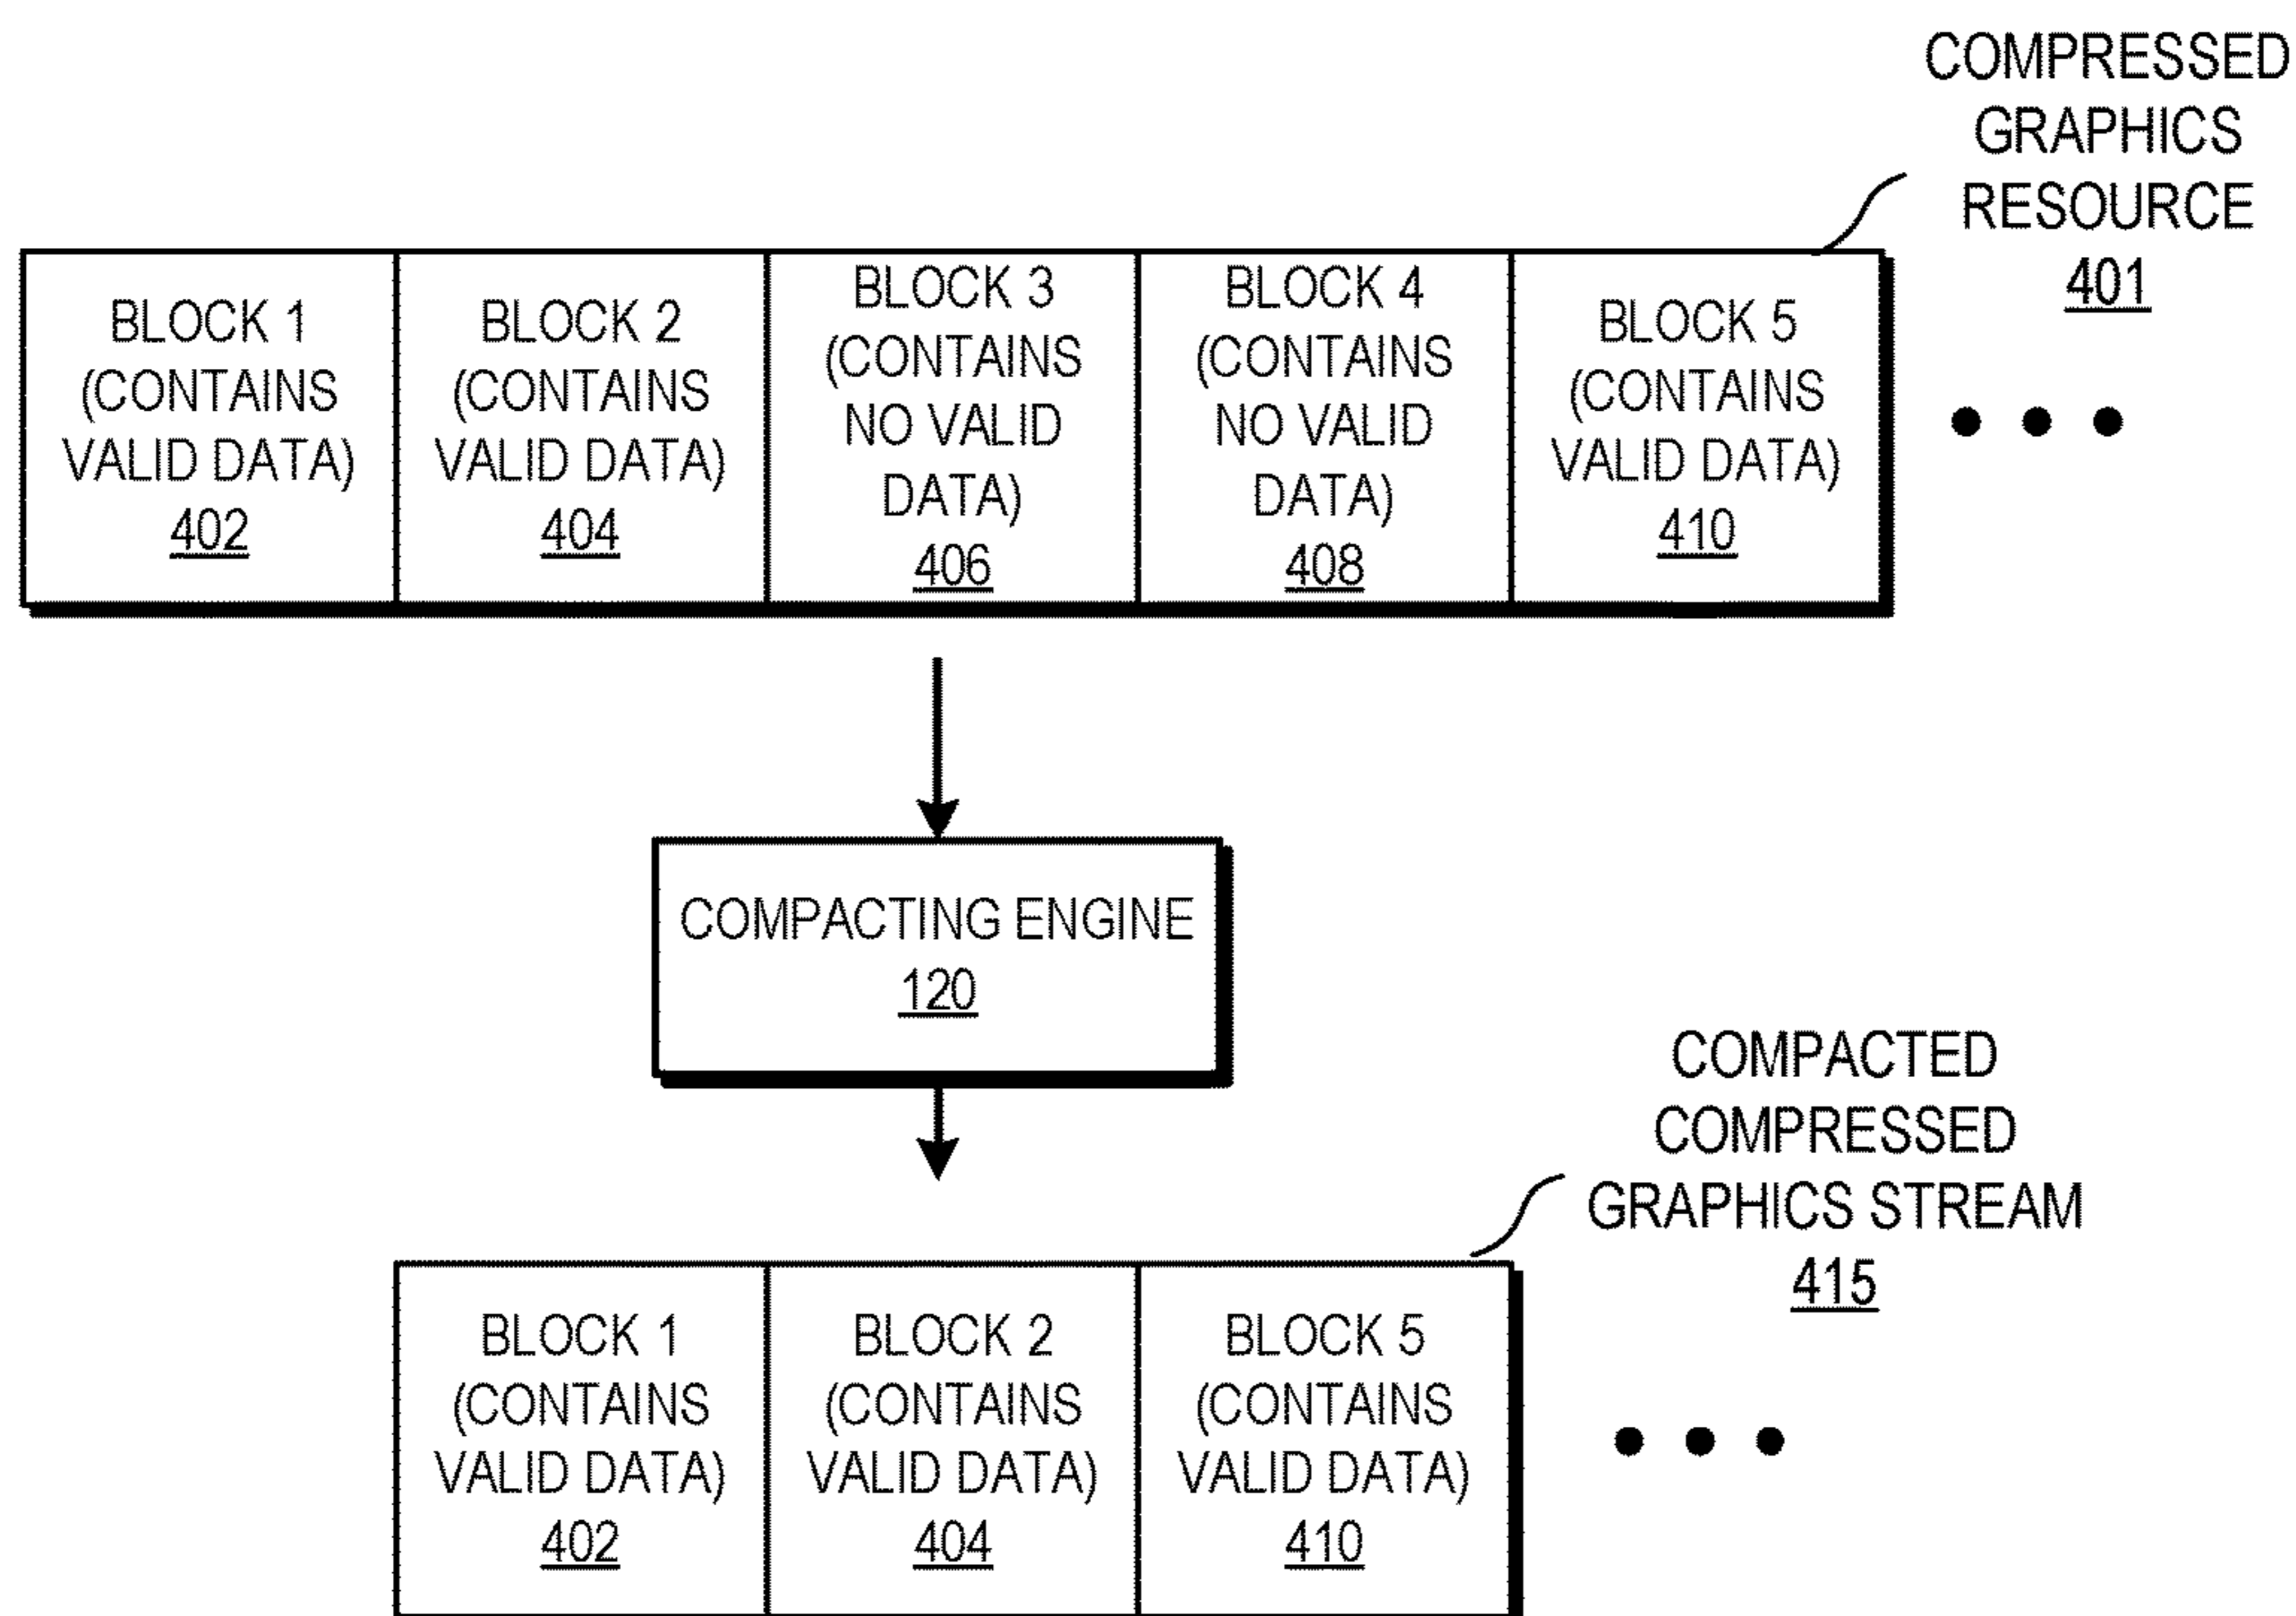 COMPRESSED
GRAPHICS
RESOURCE
401
BLOCK 1
(CONTAINS
VALID DATA)
402
BLOCK 2
(CONTAINS
VALID DATA)
404
BLOCK 3
(CONTAINS
NO VALID
DATA)
406
BLOCK 4
(CONTAINS
NO VALID
DATA)
408
BLOCK 5
(CONTAINS
VALID DATA)
410
COMPACTING ENGINE
120
COMPACTED
COMPRESSED
GRAPHICS STREAM
415
BLOCK 1
(CONTAINS
VALID DATA)
402
BLOCK 2
(CONTAINS
VALID DATA)
404
BLOCK 5
(CONTAINS
VALID DATA)
410